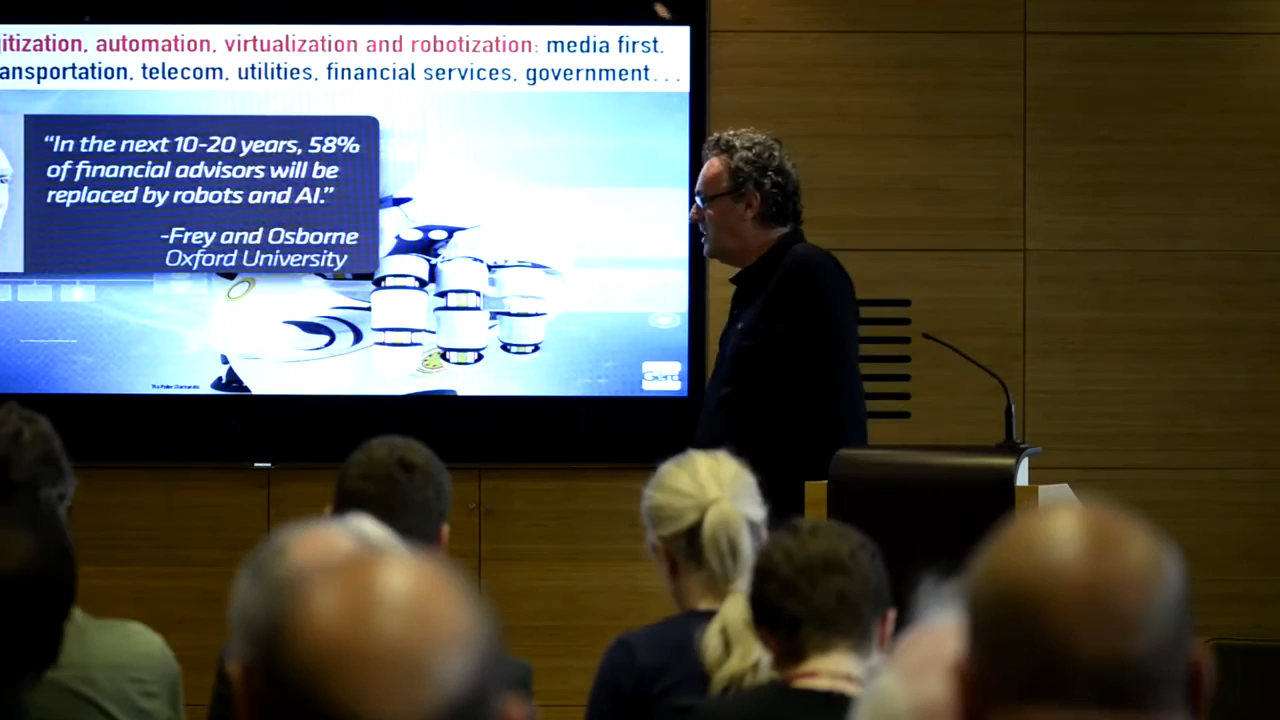 itization, automation, virtualization and robotization: media first.
ansportation, telecom, utilities, financial services, government...
“In the next 10-20 years, 58%
of financial advisors will be
replaced by robots and AI.”
-Frey and Osborne
Oxford University
Gerd